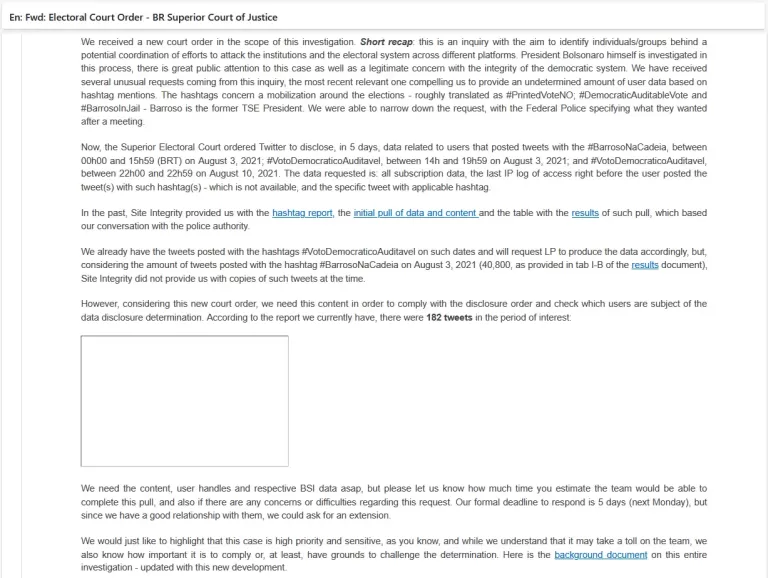 En: Fwd: Electoral Court Order - BR Superior Court of Justice
We received a new court order in the scope of this investigation. Short recap: this is an inquiry with the aim to identify individuals/groups behind a
potential coordination of efforts to attack the institutions and the electoral system across different platforms. President Bolsonaro himself is investigated in
this process, there is great public attention to this case as well as a legitimate concern with the integrity of the democratic system. We have received
several unusual requests coming from this inquiry, the most recent relevant one compelling us to provide an undetermined amount of user data based on
hashtag mentions. The hashtags concern a mobilization around the elections - roughly translated as #PrintedVoteNO; #DemocraticAuditableVote and
#BarrosoInJail - Barroso is the former TSE President. We were able to narrow down the request, with the Federal Police specifying what they wanted
after a meeting.
Now, the Superior Electoral Court ordered Twitter to disclose, in 5 days, data related to users that posted tweets with the #BarrosoNaCadeia, between
00h00 and 15h59 (BRT) on August 3, 2021; #VotoDemocraticoAuditavel, between 14h and 19h59 on August 3, 2021; and #VotoDemocraticoAuditavel,
between 22h00 and 22h59 on August 10, 2021. The data requested is: all subscription data, the last IP log of access right before the user posted the
tweet(s) with such hashtag(s) - which is not available, and the specific tweet with applicable hashtag.
In the past, Site Integrity provided us with the hashtag report, the initial pull of data and content and the table with the results of such pull, which based
our conversation with the police authority.
We already have the tweets posted with the hashtags #VotoDemocraticoAuditavel on such dates and will request LP to produce the data accordingly, but,
considering the amount of tweets posted with the hashtag #BarrosoNaCadeia on August 3, 2021 (40,800, as provided in tab I-B of the results document),
Site Integrity did not provide us with copies of such tweets at the time.
However, considering this new court order, we need this content in order to comply with the disclosure order and check which users are subject of the
data disclosure determination. According to the report we currently have, there were 182 tweets in the period of interest:
We need the content, user handles and respective BSI data asap, but please let us know how much time you estimate the team would be able to
complete this pull, and also if there are any concerns or difficulties regarding this request. Our formal deadline to respond is 5 days (next Monday), but
since we have a good relationship with them, we could ask for an extension.
We would just like to highlight that this case is high priority and sensitive, as you know, and while we understand that it may take a toll on the team, we
also know how important it is to comply or, at least, have grounds to challenge the determination. Here is the background document on this entire
investigation - updated with this new development.